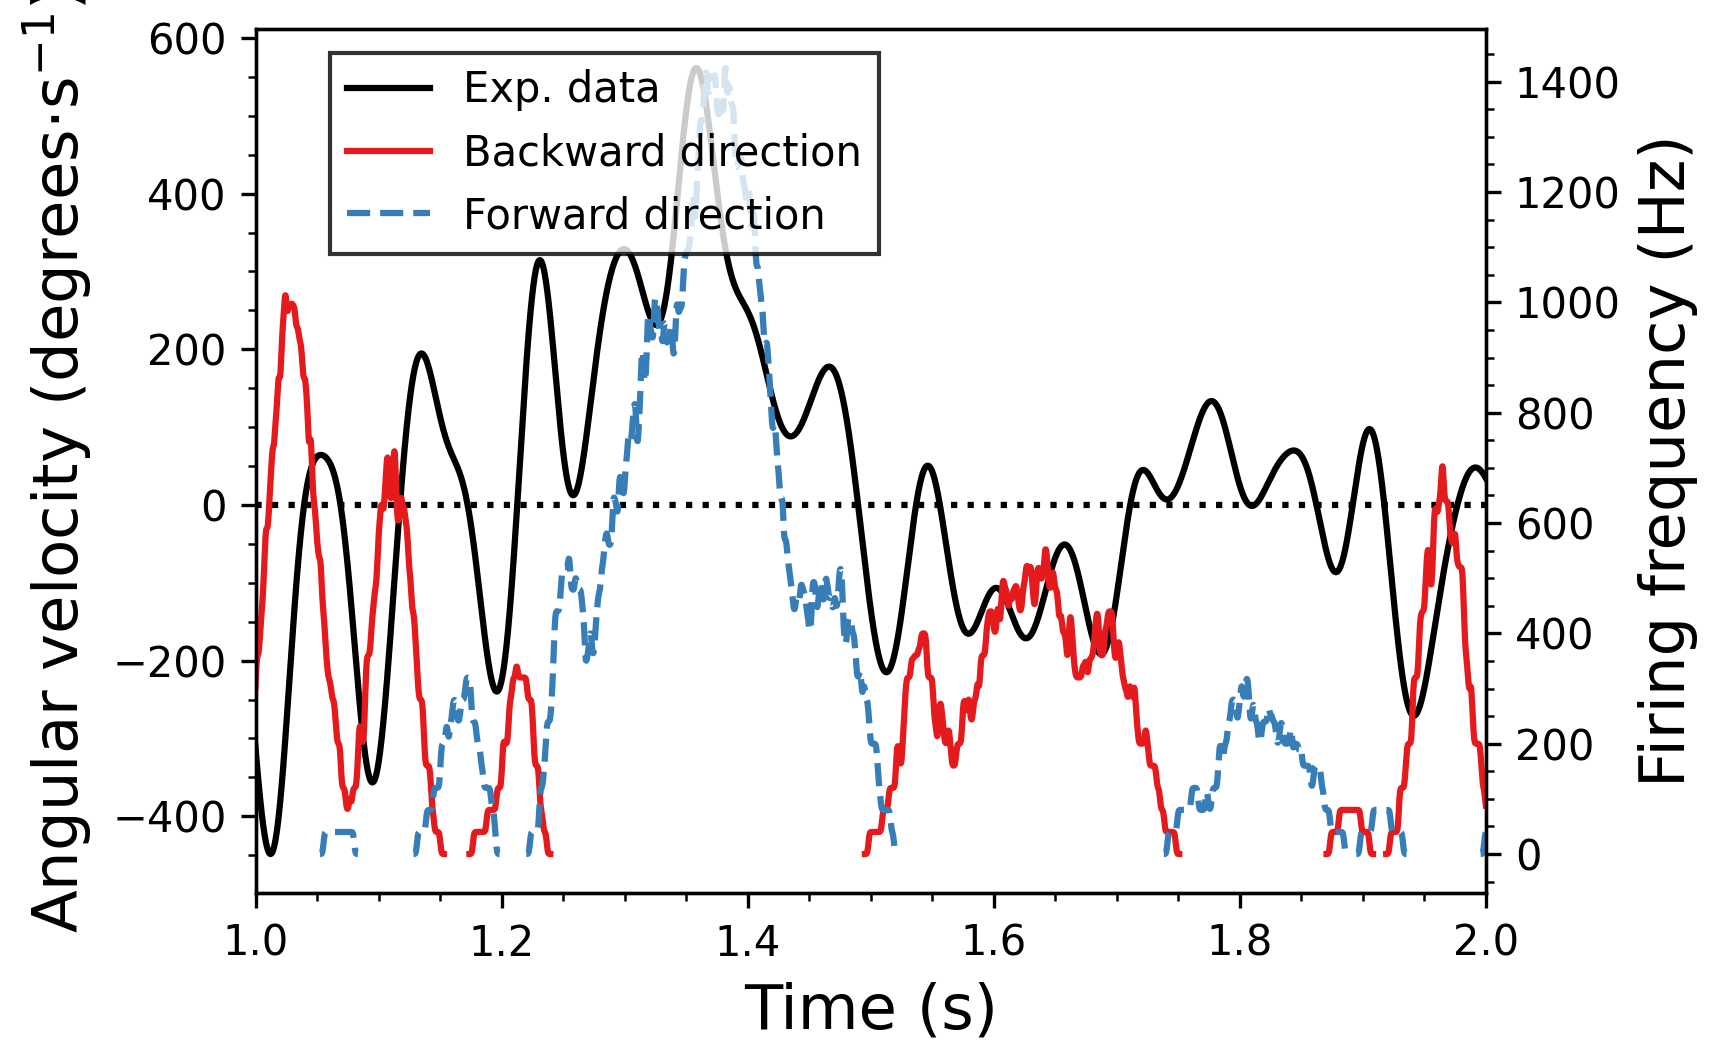 Exp. data
Backward direction
Forward direction
Angular velocity (degrees·s⁻¹)
600
400
200
0
−200
−400
Firing frequency (Hz)
1400
1200
1000
800
600
400
200
0
1.0 1.2 1.4 1.6 1.8 2.0
Time (s)